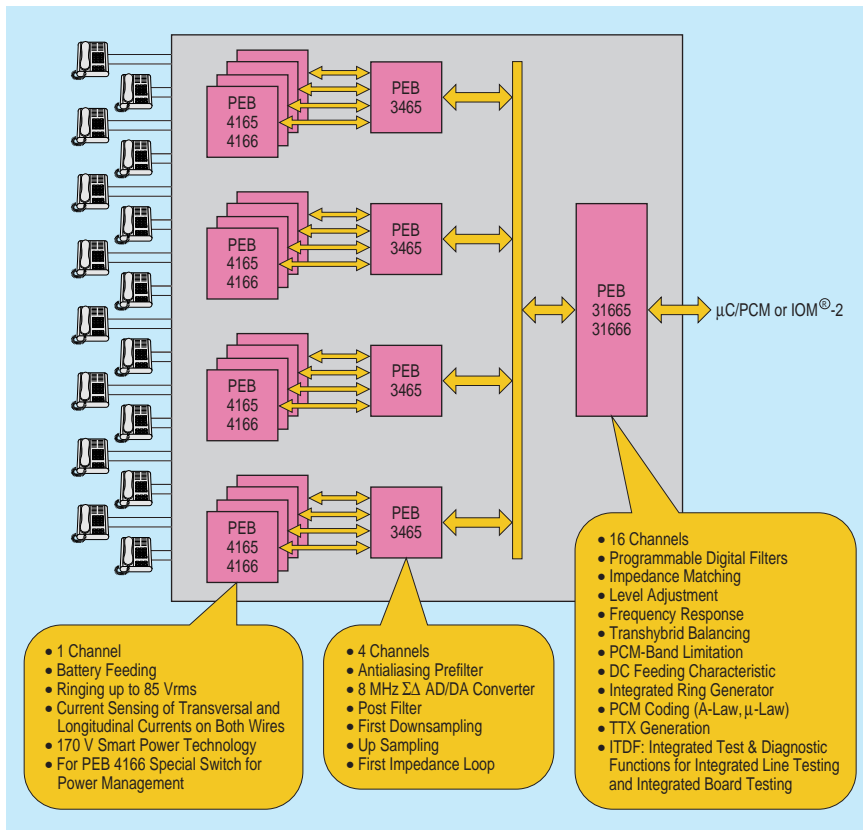 PEB
4165
4166
PEB
3465
PEB
4165
4166
PEB
3465
PEB
31665
31666
µC/PCM or IOM®-2
PEB
4165
4166
PEB
3465
PEB
4165
4166
PEB
3465
● 1 Channel
● Battery Feeding
● Ringing up to 85 Vrms
● Current Sensing of Transversal and
Longitudinal Currents on Both Wires
● 170 V Smart Power Technology
● For PEB 4166 Special Switch for
Power Management
● 4 Channels
● Antialiasing Prefilter
● 8 MHz ΣΔ AD/DA Converter
● Post Filter
● First Downsampling
● Up Sampling
● First Impedance Loop
● 16 Channels
● Programmable Digital Filters
● Impedance Matching
● Level Adjustment
● Frequency Response
● Transhybrid Balancing
● PCM-Band Limitation
● DC Feeding Characteristic
● Integrated Ring Generator
● PCM Coding (A-Law, µ-Law)
● TTX Generation
● ITDF: Integrated Test & Diagnostic
Functions for Integrated Line Testing
and Integrated Board Testing